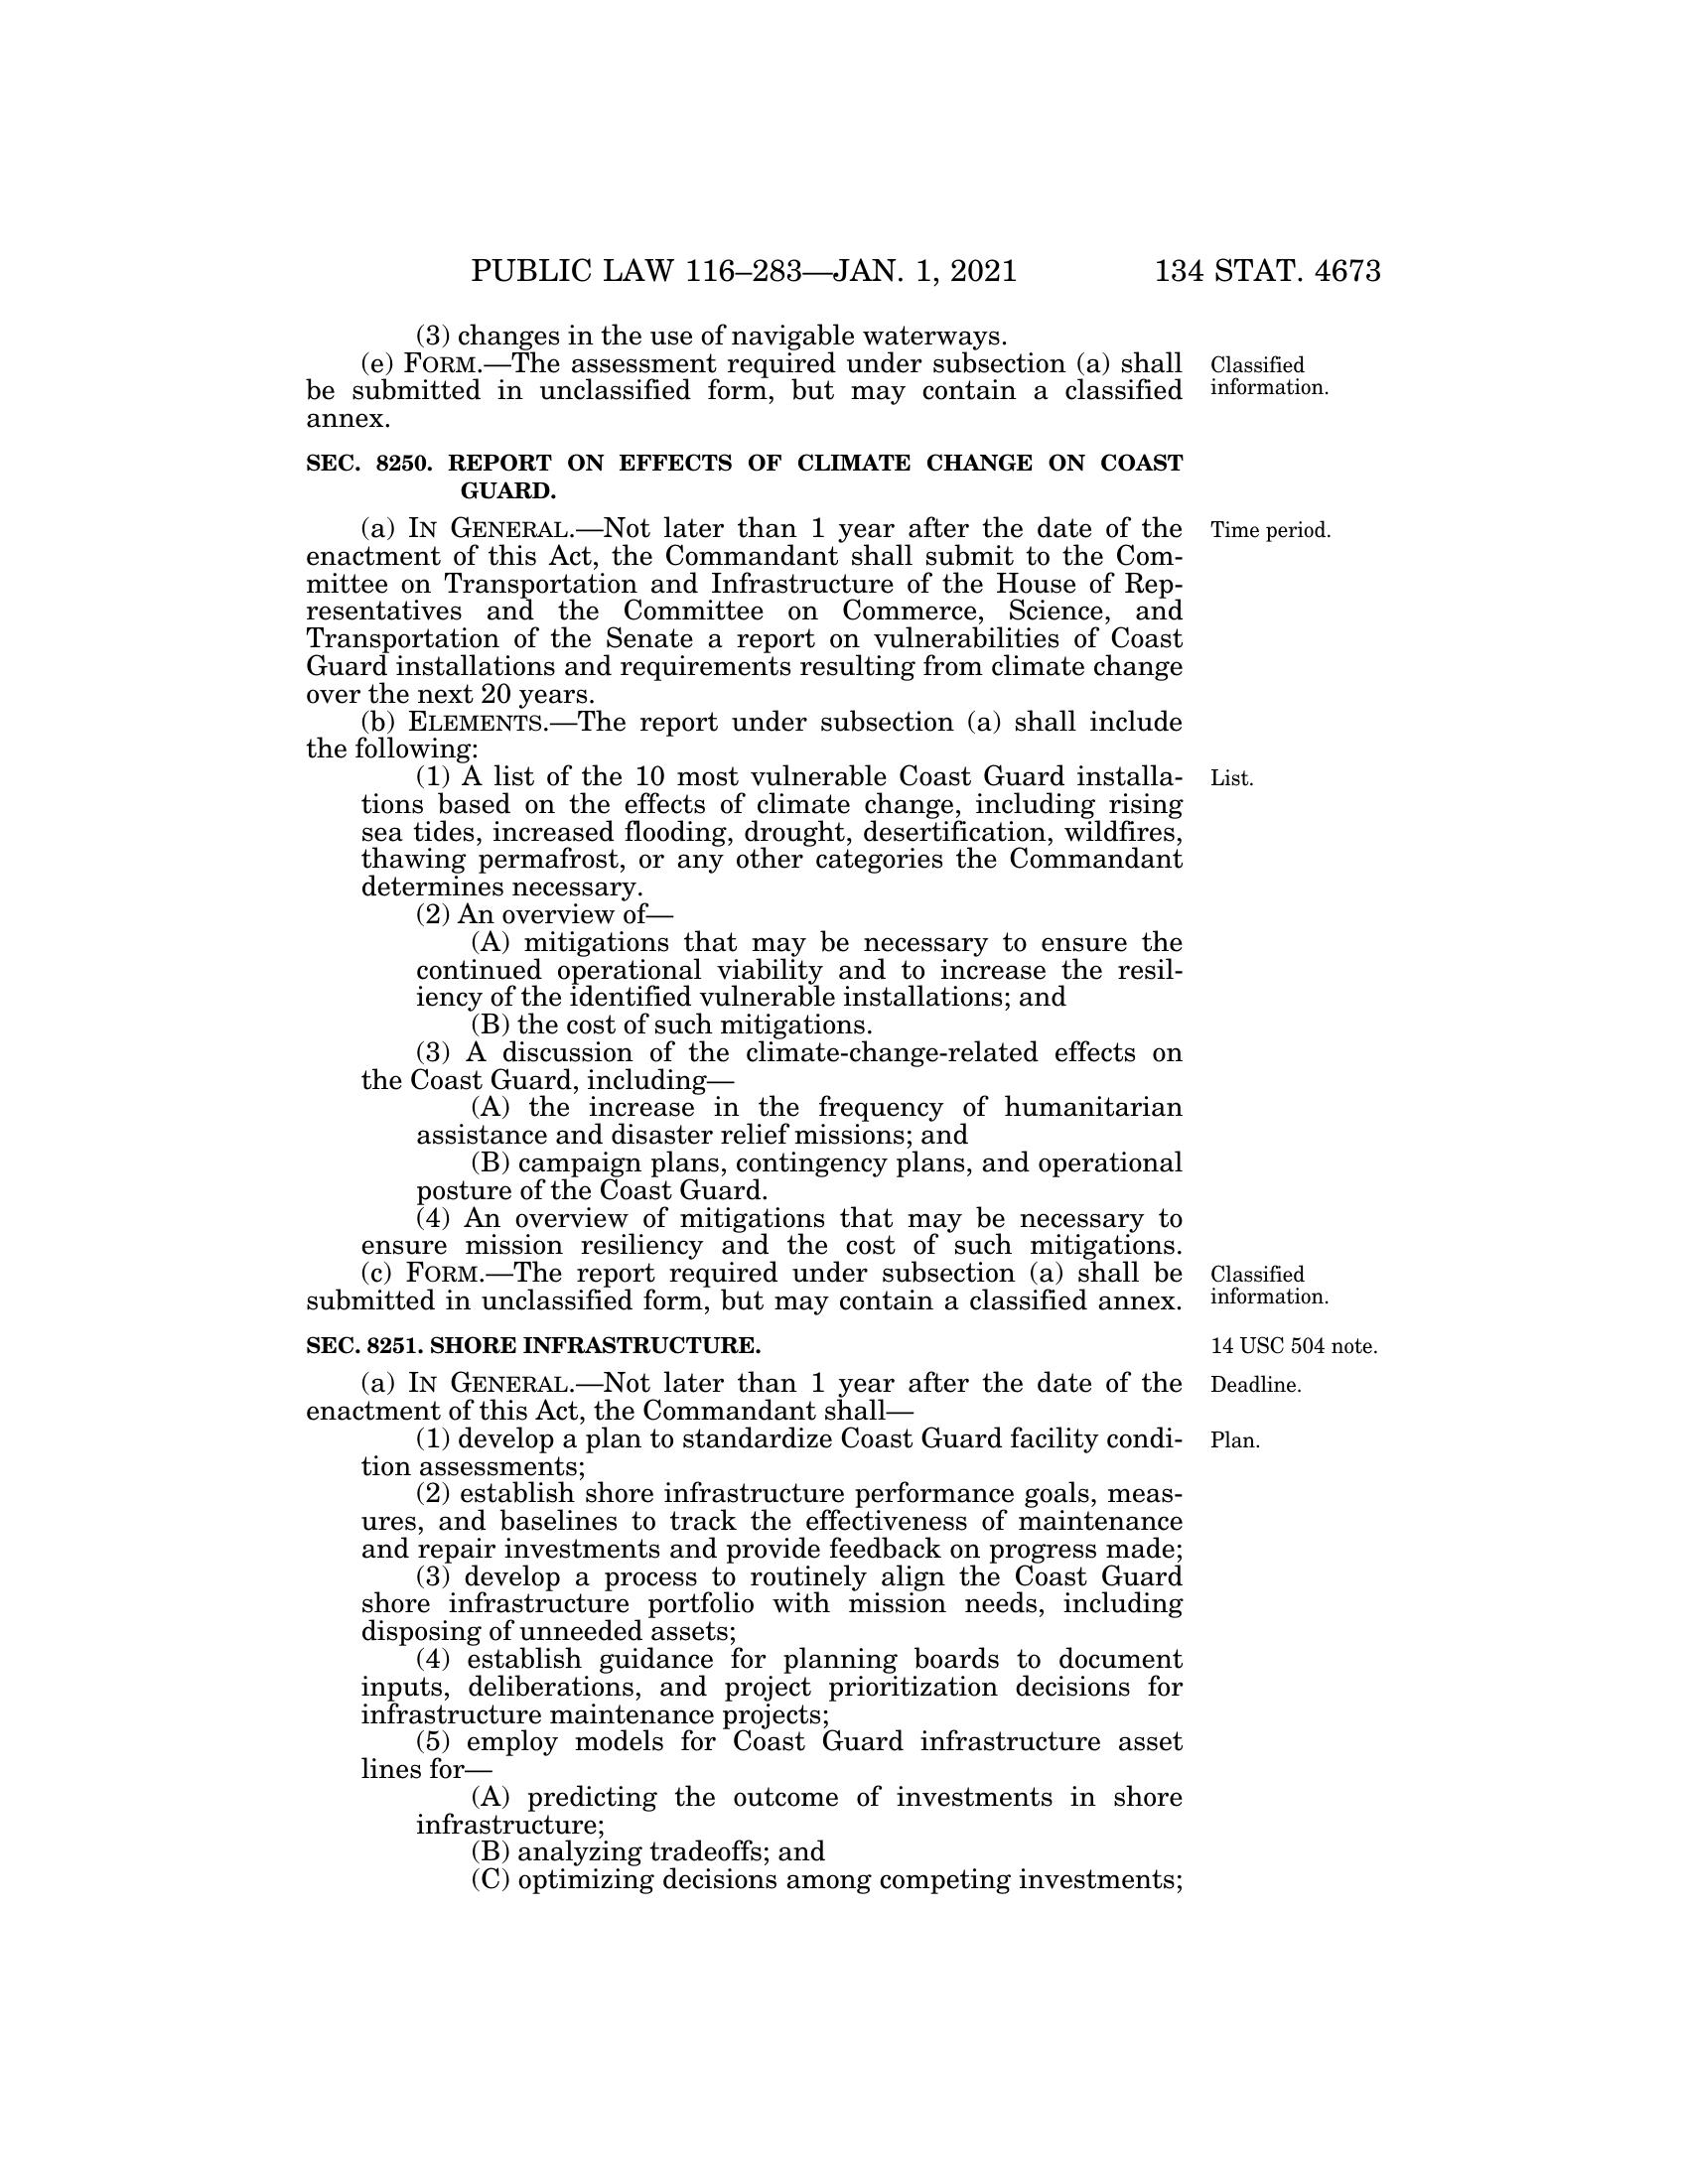 PUBLIC LAW 116–283—JAN. 1, 2021 134 STAT. 4673
(3) changes in the use of navigable waterways.
(e) FORM.—The assessment required under subsection (a) shall
be submitted in unclassified form, but may contain a classified
annex.
Classified
information.
SEC. 8250. REPORT ON EFFECTS OF CLIMATE CHANGE ON COAST
GUARD.
(a) IN GENERAL.—Not later than 1 year after the date of the
enactment of this Act, the Commandant shall submit to the Com-
mittee on Transportation and Infrastructure of the House of Rep-
resentatives and the Committee on Commerce, Science, and
Transportation of the Senate a report on vulnerabilities of Coast
Guard installations and requirements resulting from climate change
over the next 20 years.
Time period.
(b) ELEMENTS.—The report under subsection (a) shall include
the following:
(1) A list of the 10 most vulnerable Coast Guard installa-
tions based on the effects of climate change, including rising
sea tides, increased flooding, drought, desertification, wildfires,
thawing permafrost, or any other categories the Commandant
determines necessary.
List.
(2) An overview of—
(A) mitigations that may be necessary to ensure the
continued operational viability and to increase the resil-
iency of the identified vulnerable installations; and
(B) the cost of such mitigations.
(3) A discussion of the climate-change-related effects on
the Coast Guard, including—
(A) the increase in the frequency of humanitarian
assistance and disaster relief missions; and
(B) campaign plans, contingency plans, and operational
posture of the Coast Guard.
(4) An overview of mitigations that may be necessary to
ensure mission resiliency and the cost of such mitigations.
(c) FORM.—The report required under subsection (a) shall be
submitted in unclassified form, but may contain a classified annex.
Classified
information.
SEC. 8251. SHORE INFRASTRUCTURE.
14 USC 504 note.
(a) IN GENERAL.—Not later than 1 year after the date of the
enactment of this Act, the Commandant shall—
Deadline.
(1) develop a plan to standardize Coast Guard facility condi-
tion assessments;
Plan.
(2) establish shore infrastructure performance goals, meas-
ures, and baselines to track the effectiveness of maintenance
and repair investments and provide feedback on progress made;
(3) develop a process to routinely align the Coast Guard
shore infrastructure portfolio with mission needs, including
disposing of unneeded assets;
(4) establish guidance for planning boards to document
inputs, deliberations, and project prioritization decisions for
infrastructure maintenance projects;
(5) employ models for Coast Guard infrastructure asset
lines for—
(A) predicting the outcome of investments in shore
infrastructure;
(B) analyzing tradeoffs; and
(C) optimizing decisions among competing investments;